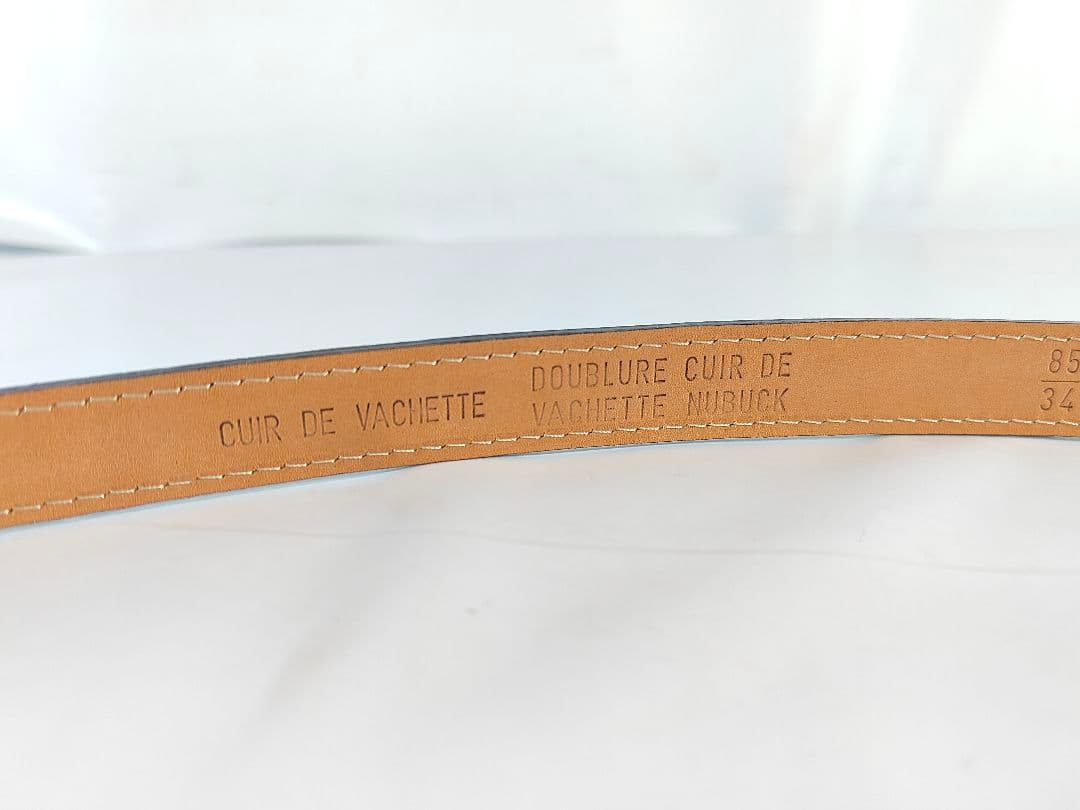 CUIR DE VACHETTE
DOUBLURE CUIR DE
VACHETTE NUBUCK
85
34